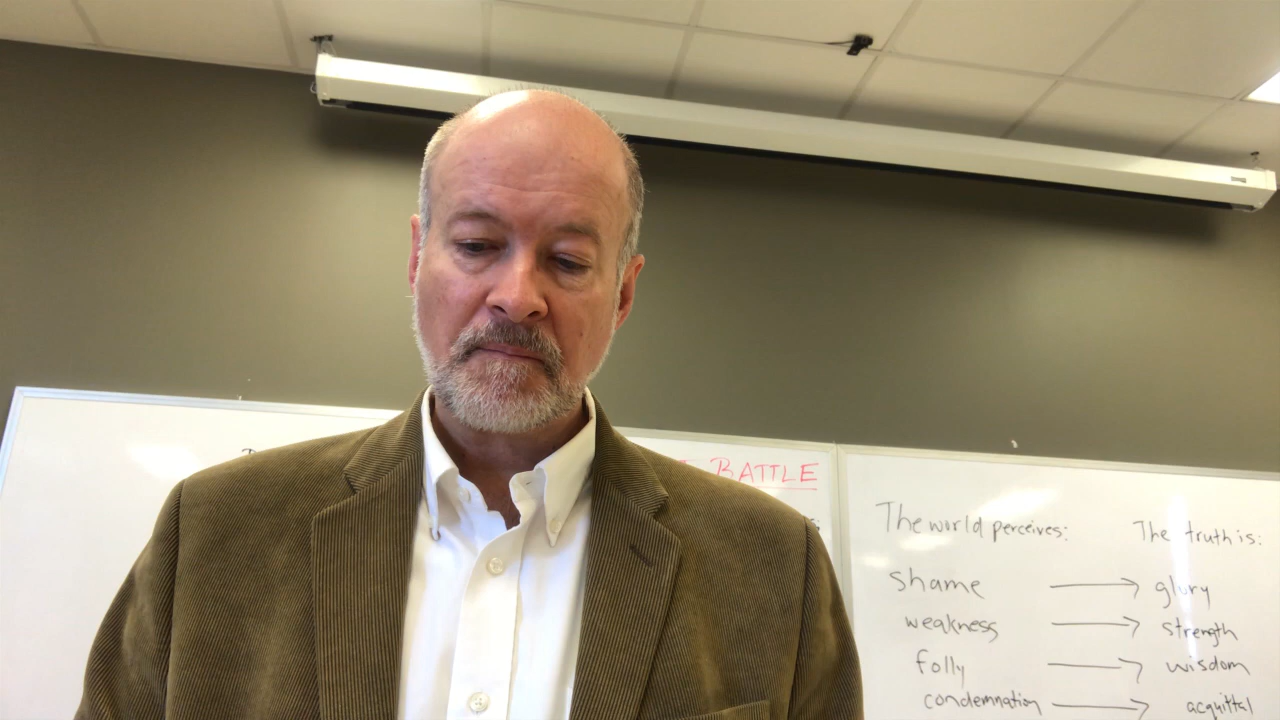 BATTLE
The world perceives: The truth is:
shame → glory
weakness → strength
folly → wisdom
condemnation → acquittal